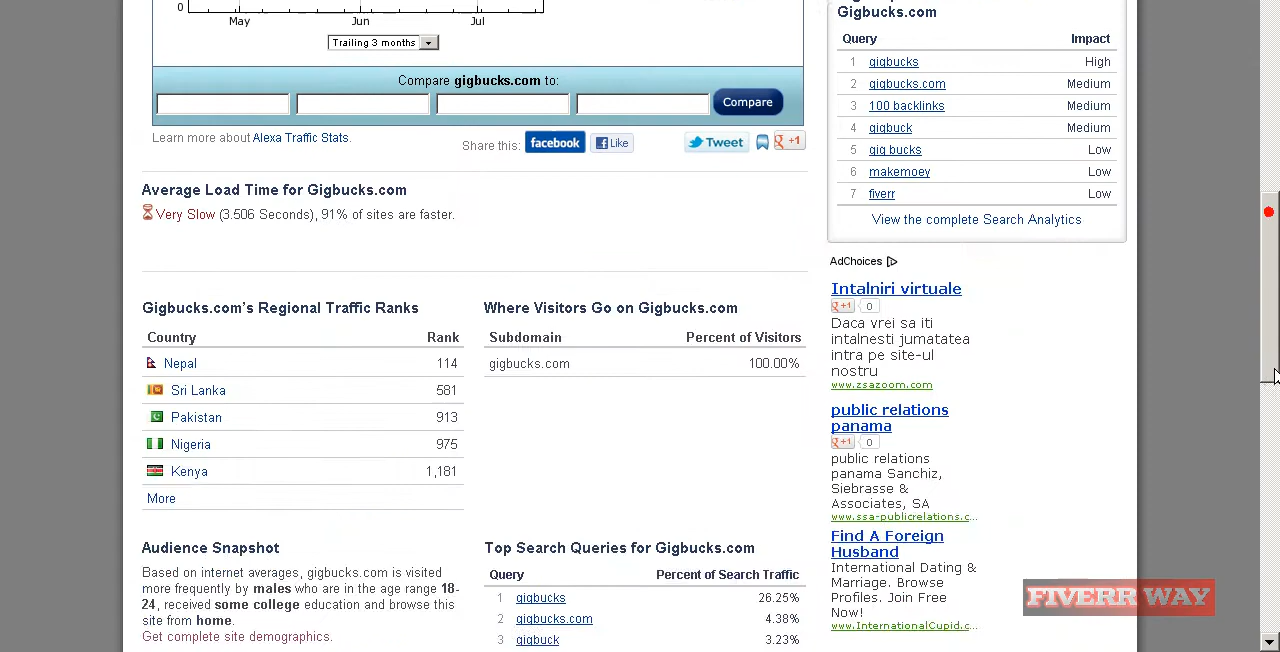 0
May Jun Jul
Trailing 3 months
Compare gigbucks.com to:
Compare
Learn more about Alexa Traffic Stats.
Share this: facebook Like Tweet +1
Average Load Time for Gigbucks.com
Very Slow (3.506 Seconds), 91% of sites are faster.
Gigbucks.com's Regional Traffic Ranks
Country Rank
Nepal 114
Sri Lanka 581
Pakistan 913
Nigeria 975
Kenya 1,181
More
Where Visitors Go on Gigbucks.com
Subdomain Percent of Visitors
gigbucks.com 100.00%
Audience Snapshot
Based on internet averages, gigbucks.com is visited
more frequently by males who are in the age range 18-
24, received some college education and browse this
site from home.
Get complete site demographics.
Top Search Queries for Gigbucks.com
Query Percent of Search Traffic
1 gigbucks 26.25%
2 gigbucks.com 4.38%
3 gigbuck 3.23%
Gigbucks.com
Query Impact
1 gigbucks High
2 gigbucks.com Medium
3 100 backlinks Medium
4 gigbuck Medium
5 gig bucks Low
6 makemoey Low
7 fiverr Low
View the complete Search Analytics
AdChoices
Intalniri virtuale
+1 0
Daca vrei sa iti
intalnesti jumatatea
intra pe site-ul
nostru
www.zsazoom.com
public relations
panama
+1 0
public relations
panama Sanchiz,
Siebrasse &
Associates, SA
www.ssa-publicrelations.c...
Find A Foreign
Husband
International Dating &
Marriage. Browse
Profiles. Join Free
Now!
www.InternationalCupid.c...
FIVERR WAY